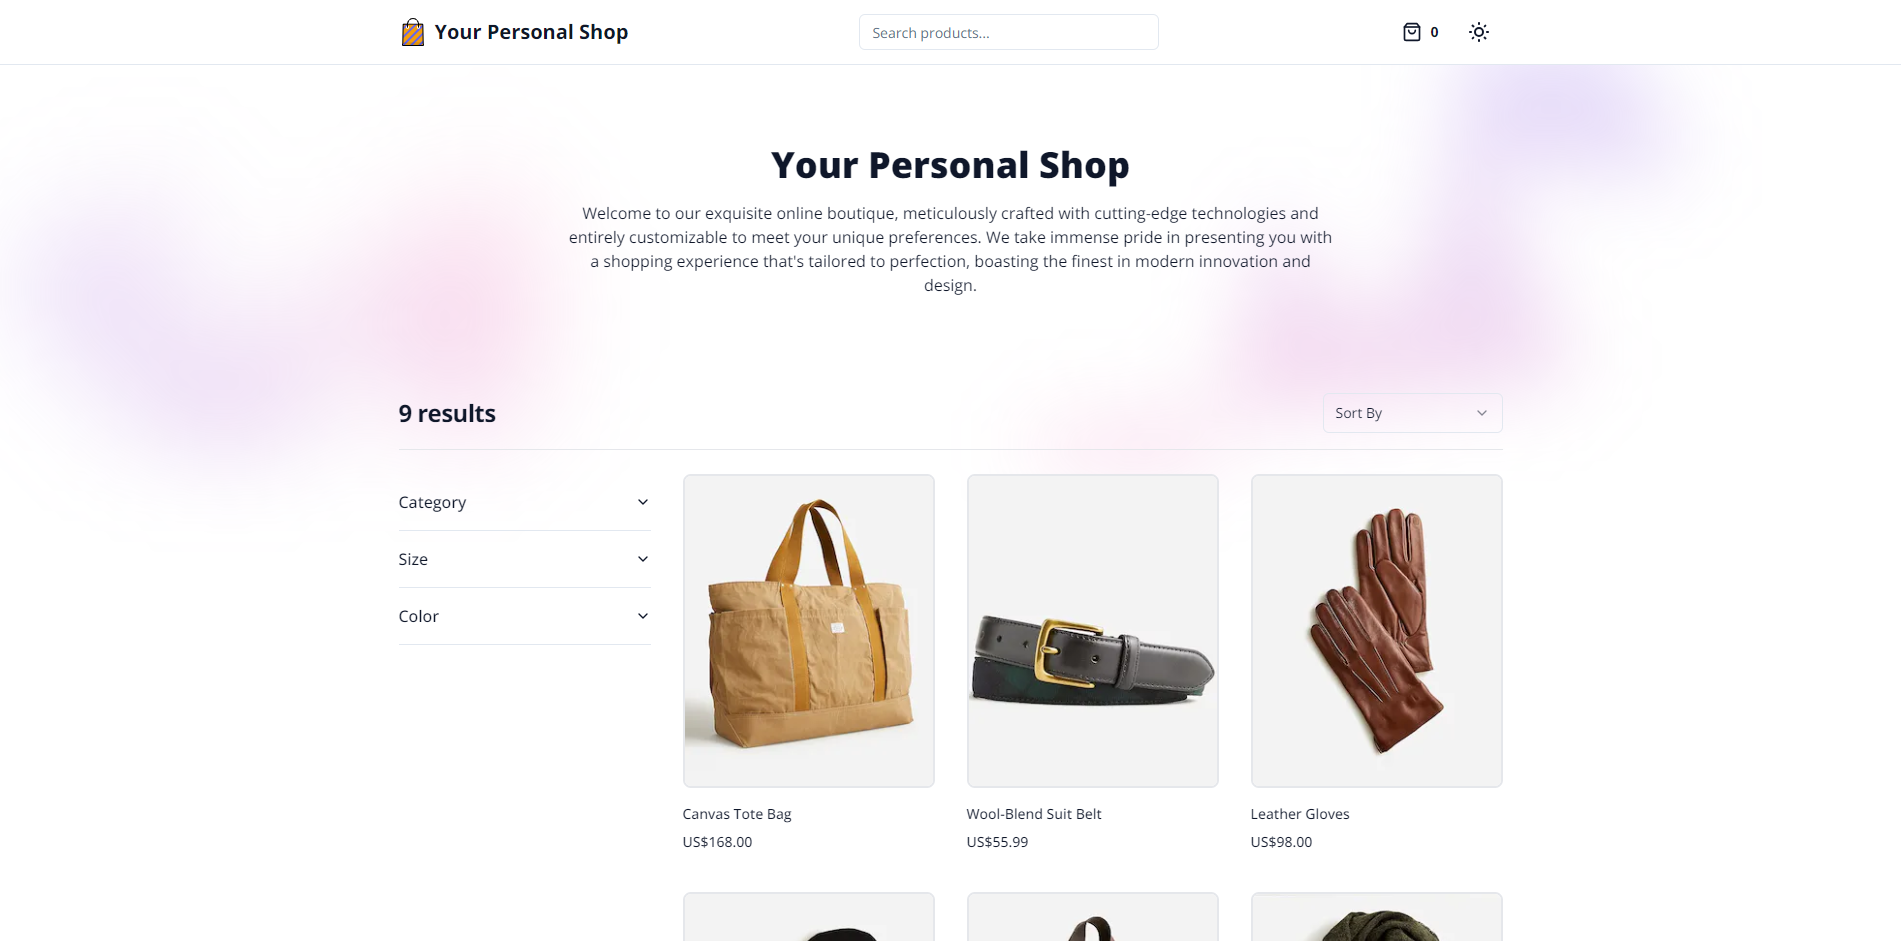 Your Personal Shop
Search products...
0
Your Personal Shop
Welcome to our exquisite online boutique, meticulously crafted with cutting-edge technologies and
entirely customizable to meet your unique preferences. We take immense pride in presenting you with
a shopping experience that's tailored to perfection, boasting the finest in modern innovation and
design.
9 results
Sort By
Category
Size
Color
Canvas Tote Bag
US$168.00
Wool-Blend Suit Belt
US$55.99
Leather Gloves
US$98.00